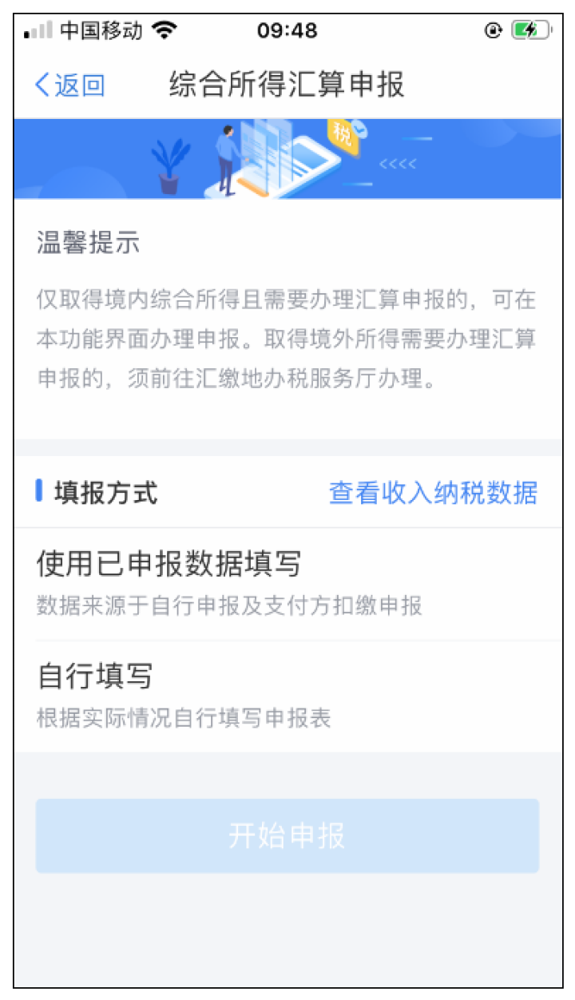 中国移动
09:48
返回
综合所得汇算申报
税
<<<<
温馨提示
仅取得境内综合所得且需要办理汇算申报的，可在
本功能界面办理申报。取得境外所得需要办理汇算
申报的，须前往汇缴地办税服务厅办理。
填报方式
查看收入纳税数据
使用已申报数据填写
数据来源于自行申报及支付方扣缴申报
自行填写
根据实际情况自行填写申报表
开始申报